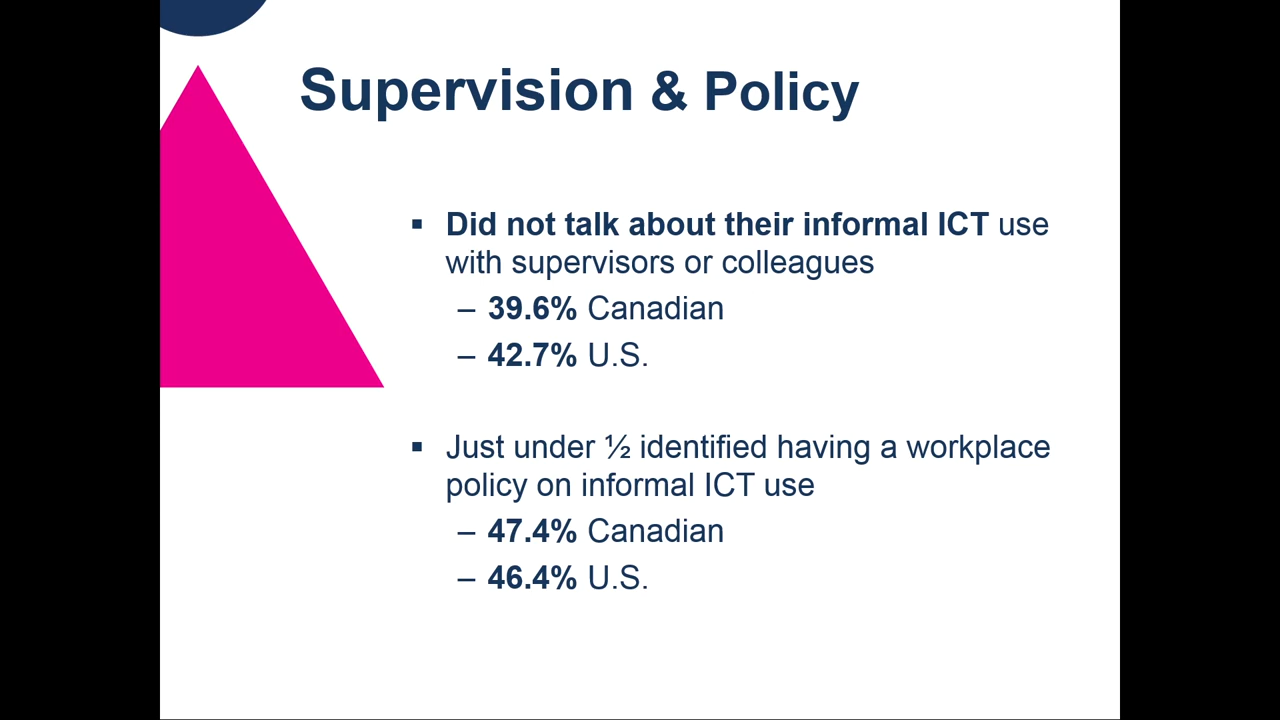 Supervision & Policy
▪ Did not talk about their informal ICT use
with supervisors or colleagues
– 39.6% Canadian
– 42.7% U.S.
▪ Just under ½ identified having a workplace
policy on informal ICT use
– 47.4% Canadian
– 46.4% U.S.